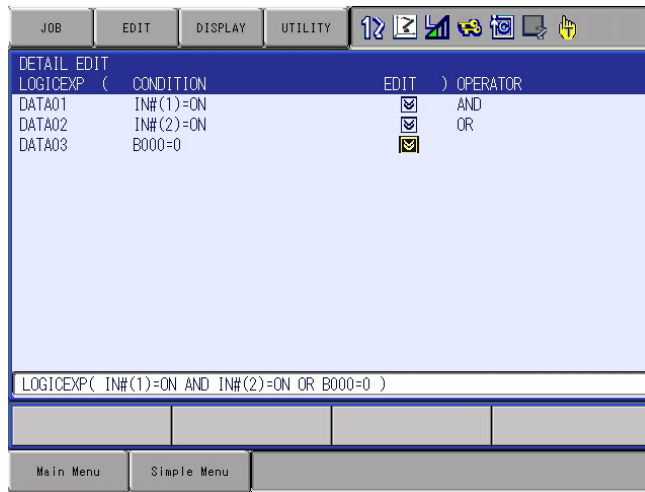 JOB EDIT DISPLAY UTILITY
DETAIL EDIT
LOGICEXP ( CONDITION EDIT ) OPERATOR
DATA01 IN#(1)=ON AND
DATA02 IN#(2)=ON OR
DATA03 B000=0
LOGICEXP( IN#(1)=ON AND IN#(2)=ON OR B000=0 )
Main Menu Simple Menu